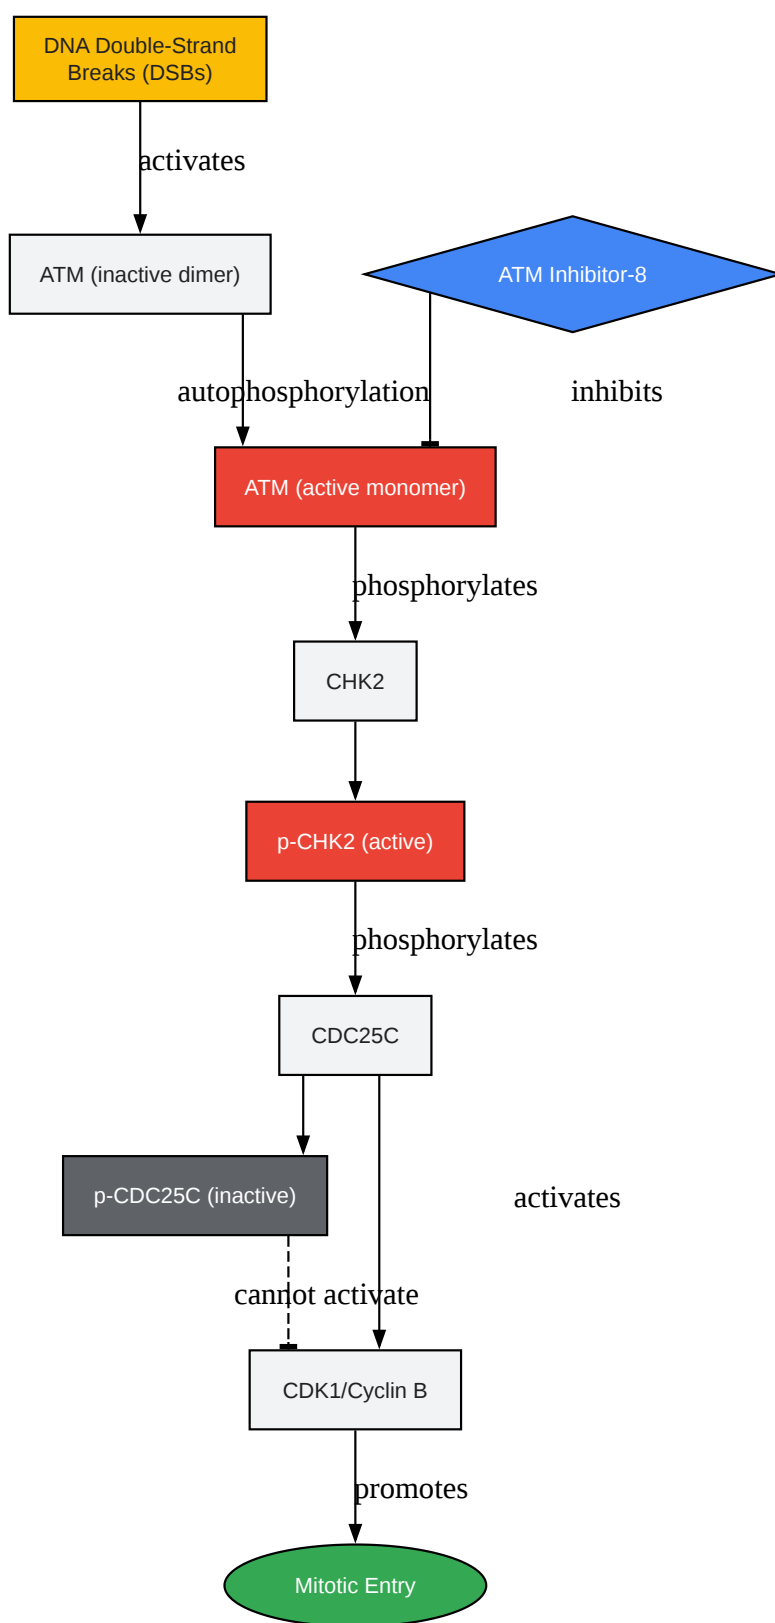 DNA Double-Strand
Breaks (DSBs)
activates
ATM (inactive dimer)
ATM Inhibitor-8
autophosphorylation
inhibits
ATM (active monomer)
phosphorylates
CHK2
p-CHK2 (active)
phosphorylates
CDC25C
p-CDC25C (inactive)
activates
cannot activate
CDK1/Cyclin B
promotes
Mitotic Entry